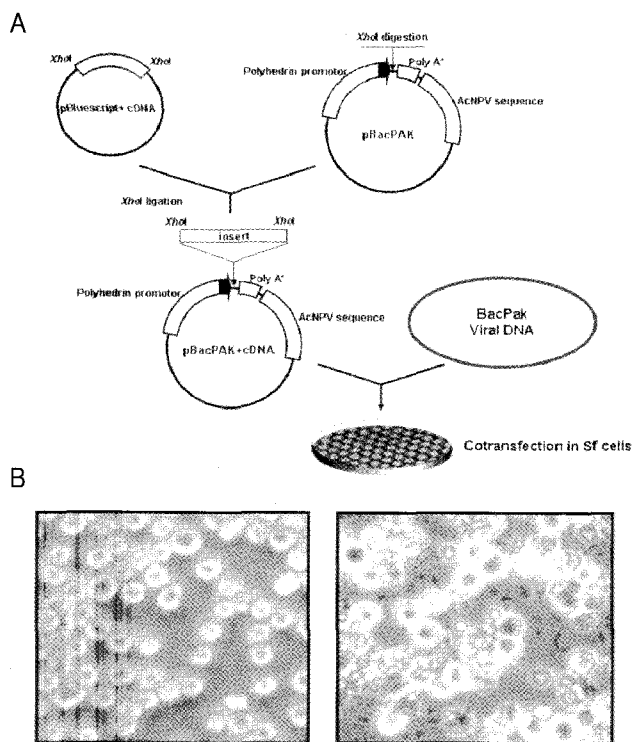 A
XhoI digestion
XhoI XhoI
Polyhedrin promotor Poly A+
pBluescript+ cDNA
AcNPV sequence
pBacPAK
XhoI ligation
XhoI XhoI
insert
Polyhedrin promotor Poly A+
AcNPV sequence
BacPak
Viral DNA
pBacPAK+cDNA
Cotransfection in Sf cells
B